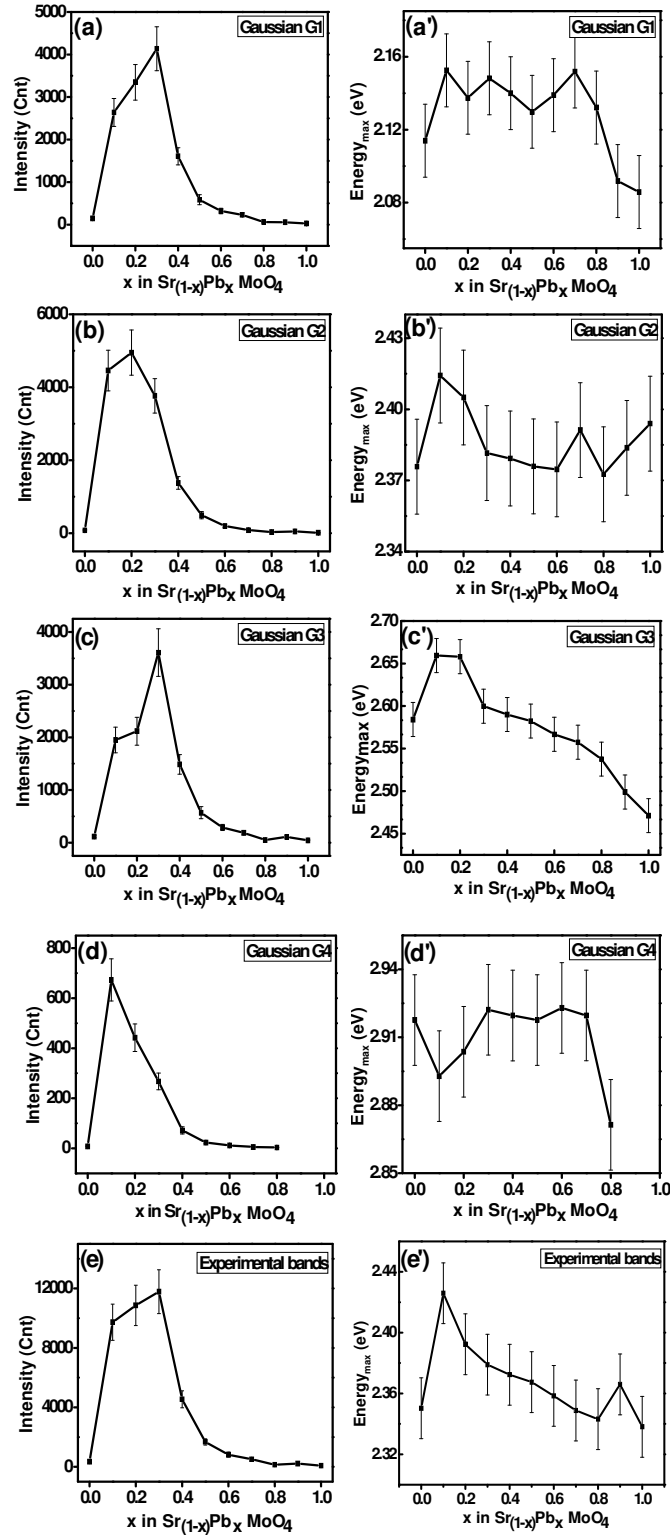 (a)
Gaussian G1
Intensity (Cnt)
5000
4000
3000
2000
1000
0
0.0 0.2 0.4 0.6 0.8 1.0
x in Sr(1-x)Pbx MoO4
(a')
Gaussian G1
Energymax (eV)
2.16
2.14
2.12
2.08
0.0 0.2 0.4 0.6 0.8 1.0
x in Sr(1-x)Pbx MoO4
(b)
Gaussian G2
Intensity (Cnt)
6000
4000
2000
0
0.0 0.2 0.4 0.6 0.8 1.0
x in Sr(1-x)Pbx MoO4
(b')
Gaussian G2
Energymax (eV)
2.43
2.40
2.37
2.34
0.0 0.2 0.4 0.6 0.8 1.0
x in Sr(1-x)Pbx MoO4
(c)
Gaussian G3
Intensity (Cnt)
4000
3000
2000
1000
0
0.0 0.2 0.4 0.6 0.8 1.0
x in Sr(1-x)Pbx MoO4
(c')
Gaussian G3
Energymax (eV)
2.65
2.60
2.55
2.50
2.45
0.0 0.2 0.4 0.6 0.8 1.0
x in Sr(1-x)Pbx MoO4
(d)
Gaussian G4
Intensity (Cnt)
800
600
400
200
0
0.0 0.2 0.4 0.6 0.8 1.0
x in Sr(1-x)Pbx MoO4
(d')
Gaussian G4
Energymax (eV)
2.94
2.91
2.88
2.85
0.0 0.2 0.4 0.6 0.8 1.0
x in Sr(1-x)Pbx MoO4
(e)
Experimental bands
Intensity (Cnt)
12000
8000
4000
0
0.0 0.2 0.4 0.6 0.8 1.0
x in Sr(1-x)Pbx MoO4
(e')
Experimental bands
Energymax (eV)
2.44
2.40
2.36
2.32
0.0 0.2 0.4 0.6 0.8 1.0
x in Sr(1-x)Pbx MoO4